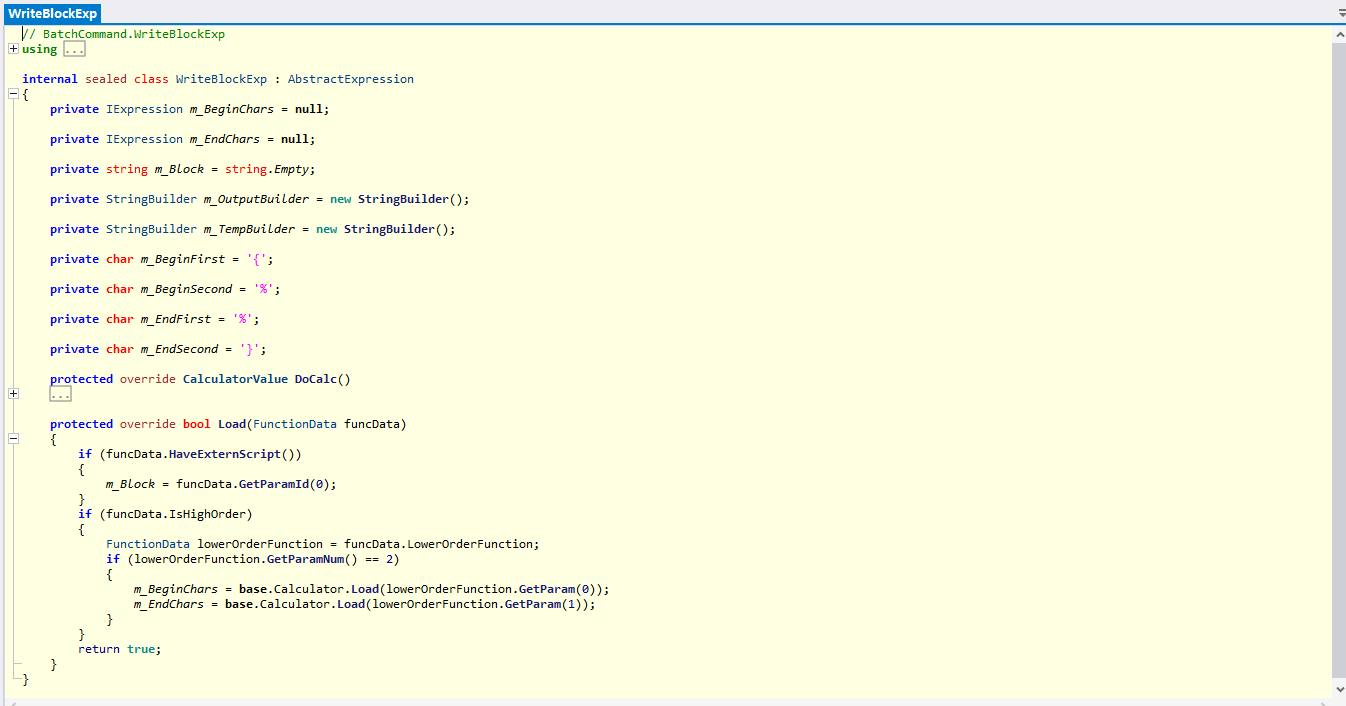 WriteBlockExp
// BatchCommand.WriteBlockExp
using ...
internal sealed class WriteBlockExp : AbstractExpression
{
    private IExpression m_BeginChars = null;
    private IExpression m_EndChars = null;
    private string m_Block = string.Empty;
    private StringBuilder m_OutputBuilder = new StringBuilder();
    private StringBuilder m_TempBuilder = new StringBuilder();
    private char m_BeginFirst = '{';
    private char m_BeginSecond = '%';
    private char m_EndFirst = '%';
    private char m_EndSecond = '}';
    protected override CalculatorValue DoCalc()
    ...
    protected override bool Load(FunctionData funcData)
    {
        if (funcData.HaveExternScript())
        {
            m_Block = funcData.GetParamId(0);
        }
        if (funcData.IsHighOrder)
        {
            FunctionData lowerOrderFunction = funcData.LowerOrderFunction;
            if (lowerOrderFunction.GetParamNum() == 2)
            {
                m_BeginChars = base.Calculator.Load(lowerOrderFunction.GetParam(0));
                m_EndChars = base.Calculator.Load(lowerOrderFunction.GetParam(1));
            }
        }
        return true;
    }
}